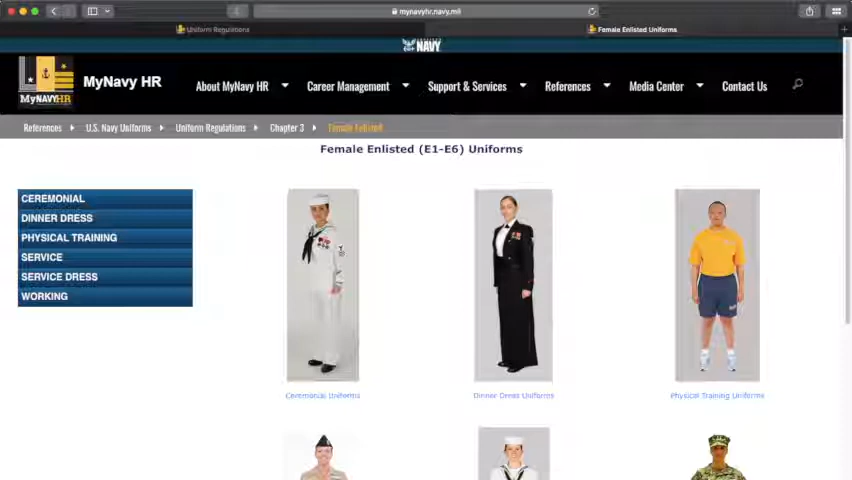 mynavyhr.navy.mil
Uniform Regulations
Female Enlisted Uniforms
NAVY
MyNAVYHR
MyNavy HR
About MyNavy HR
Career Management
Support & Services
References
Media Center
Contact Us
References
U.S. Navy Uniforms
Uniform Regulations
Chapter 3
Female Enlisted
Female Enlisted (E1-E6) Uniforms
CEREMONIAL
DINNER DRESS
PHYSICAL TRAINING
SERVICE
SERVICE DRESS
WORKING
Ceremonial Uniforms
Dinner Dress Uniforms
Physical Training Uniforms